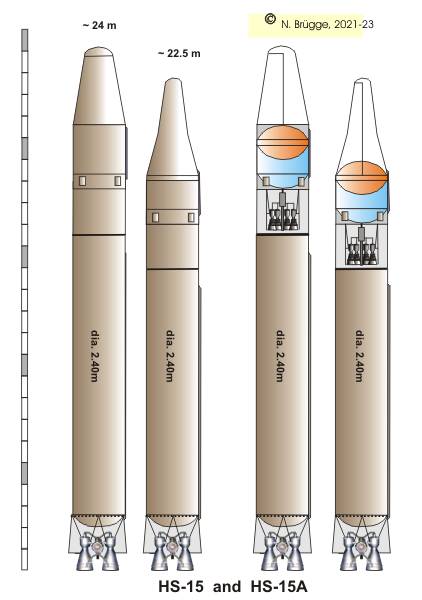 © N. Brügge, 2021-23
~ 24 m
~ 22.5 m
dia. 2.40m
dia. 2.40m
dia. 2.40m
dia. 2.40m
HS-15 and HS-15A